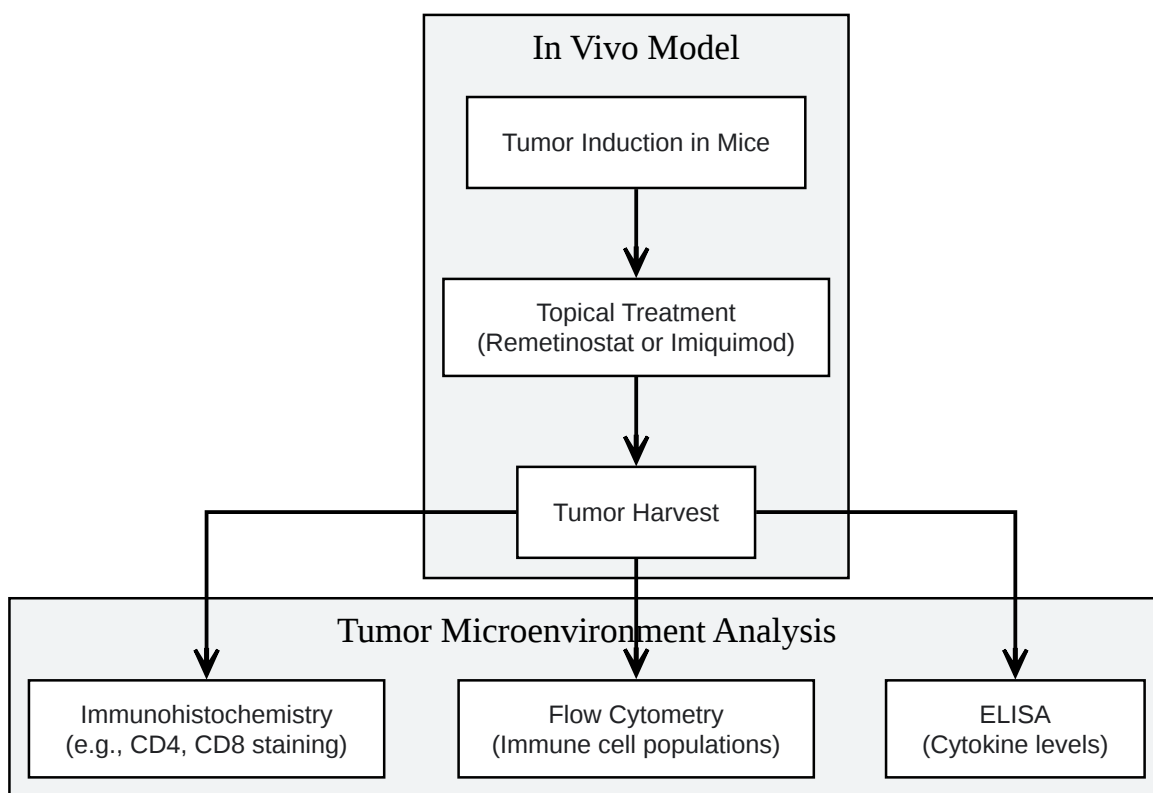 In Vivo Model
Tumor Induction in Mice
Topical Treatment
(Remetinostat or Imiquimod)
Tumor Harvest
Tumor Microenvironment Analysis
Immunohistochemistry
(e.g., CD4, CD8 staining)
Flow Cytometry
(Immune cell populations)
ELISA
(Cytokine levels)